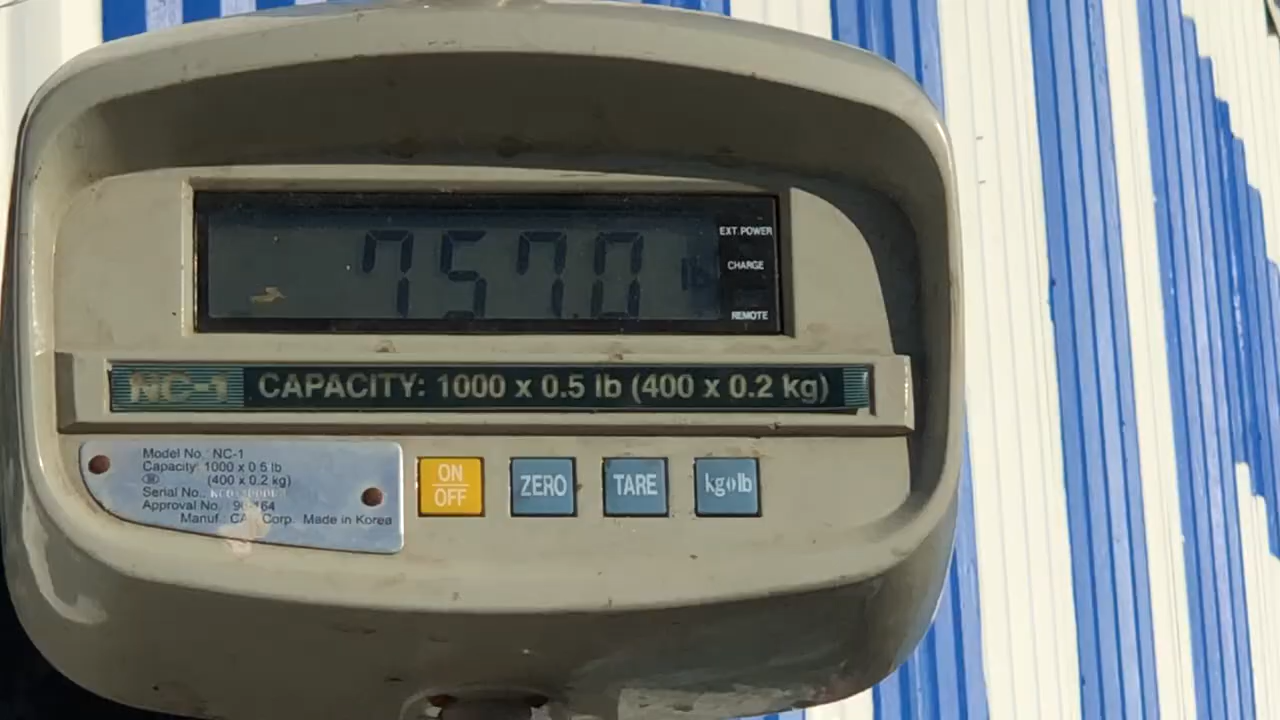 757.0 lb
EXT. POWER
CHARGE
REMOTE
NC-1 CAPACITY: 1000 x 0.5 lb (400 x 0.2 kg)
Model No. NC-1
Capacity: 1000 x 0.5 lb
(400 x 0.2 kg)
Serial No.
Approval No.
Manuf. Corp. Made in Korea
ON
OFF
ZERO
TARE
kg lb